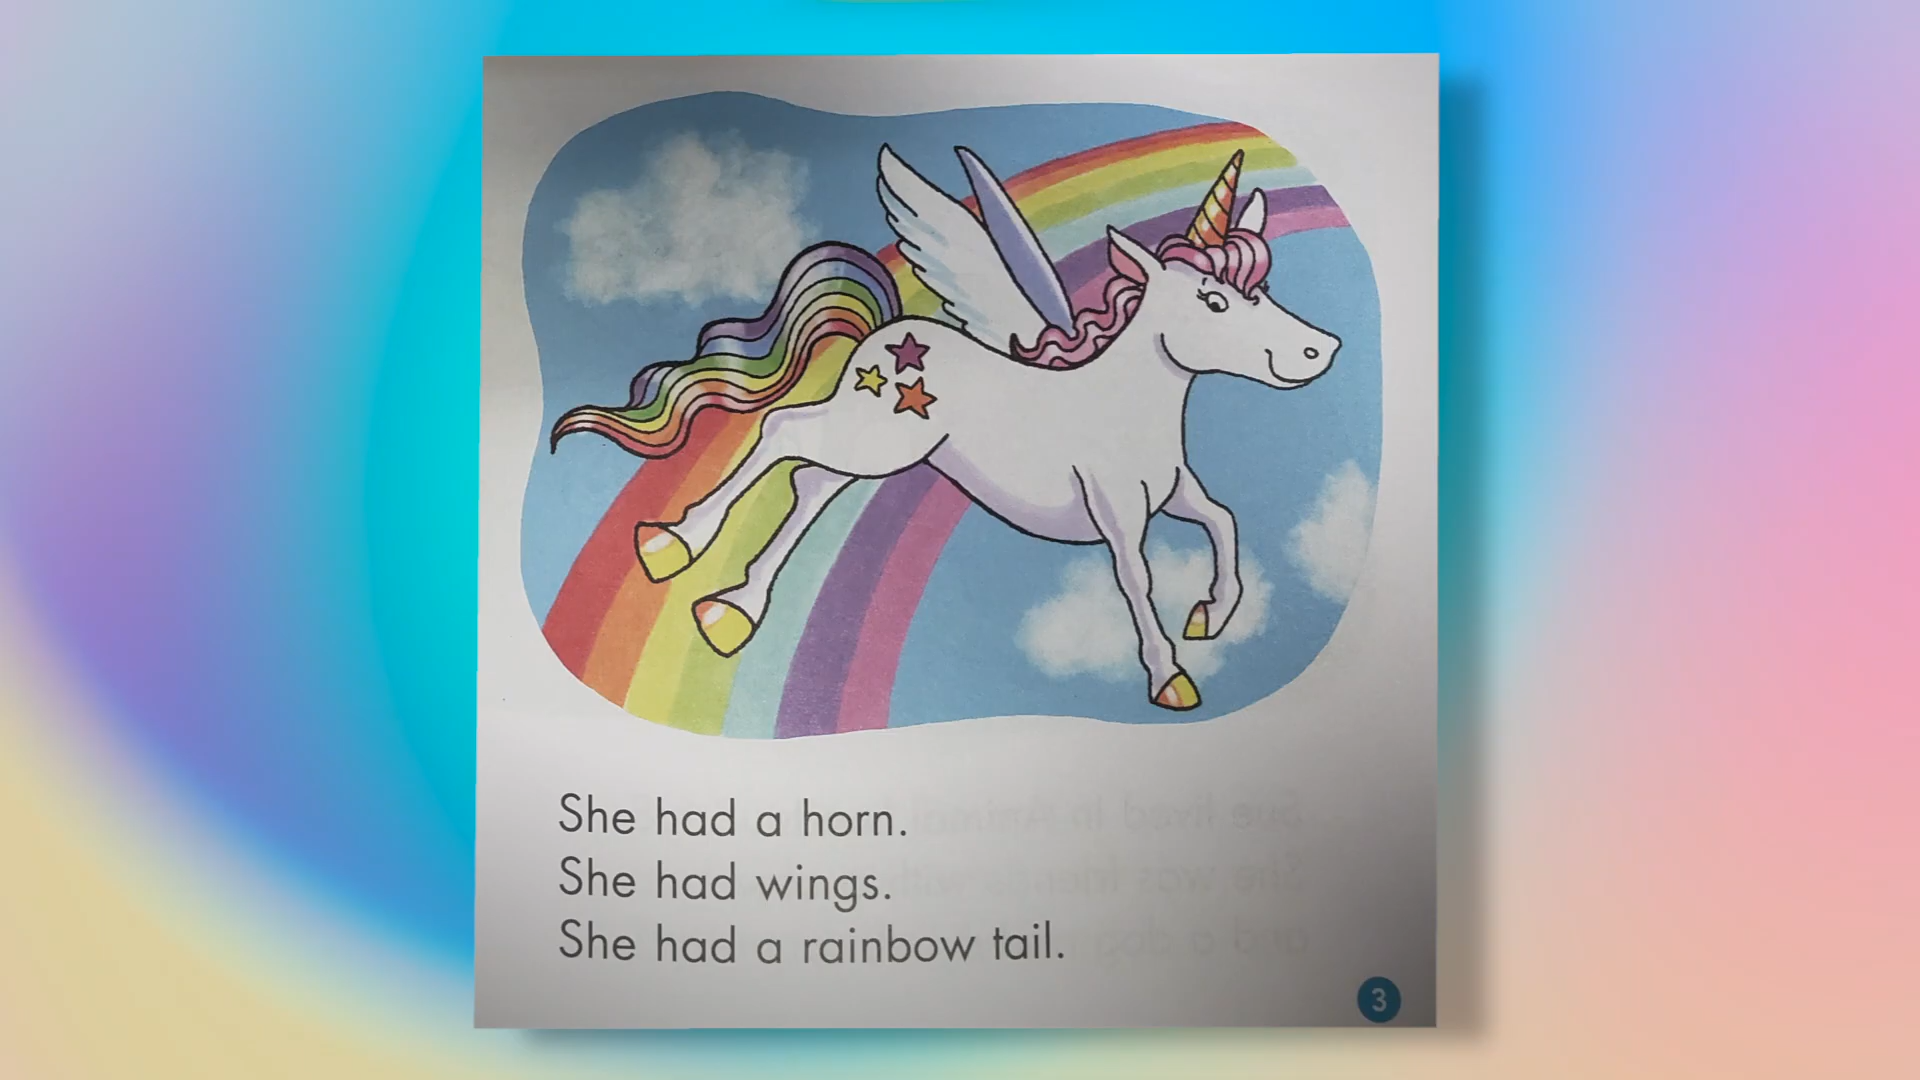 She had a horn.
She had wings.
She had a rainbow tail.
3